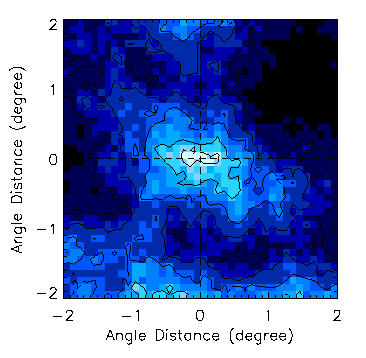 2
1
0
−1
−2
Angle Distance (degree)
−2 −1 0 1 2
Angle Distance (degree)